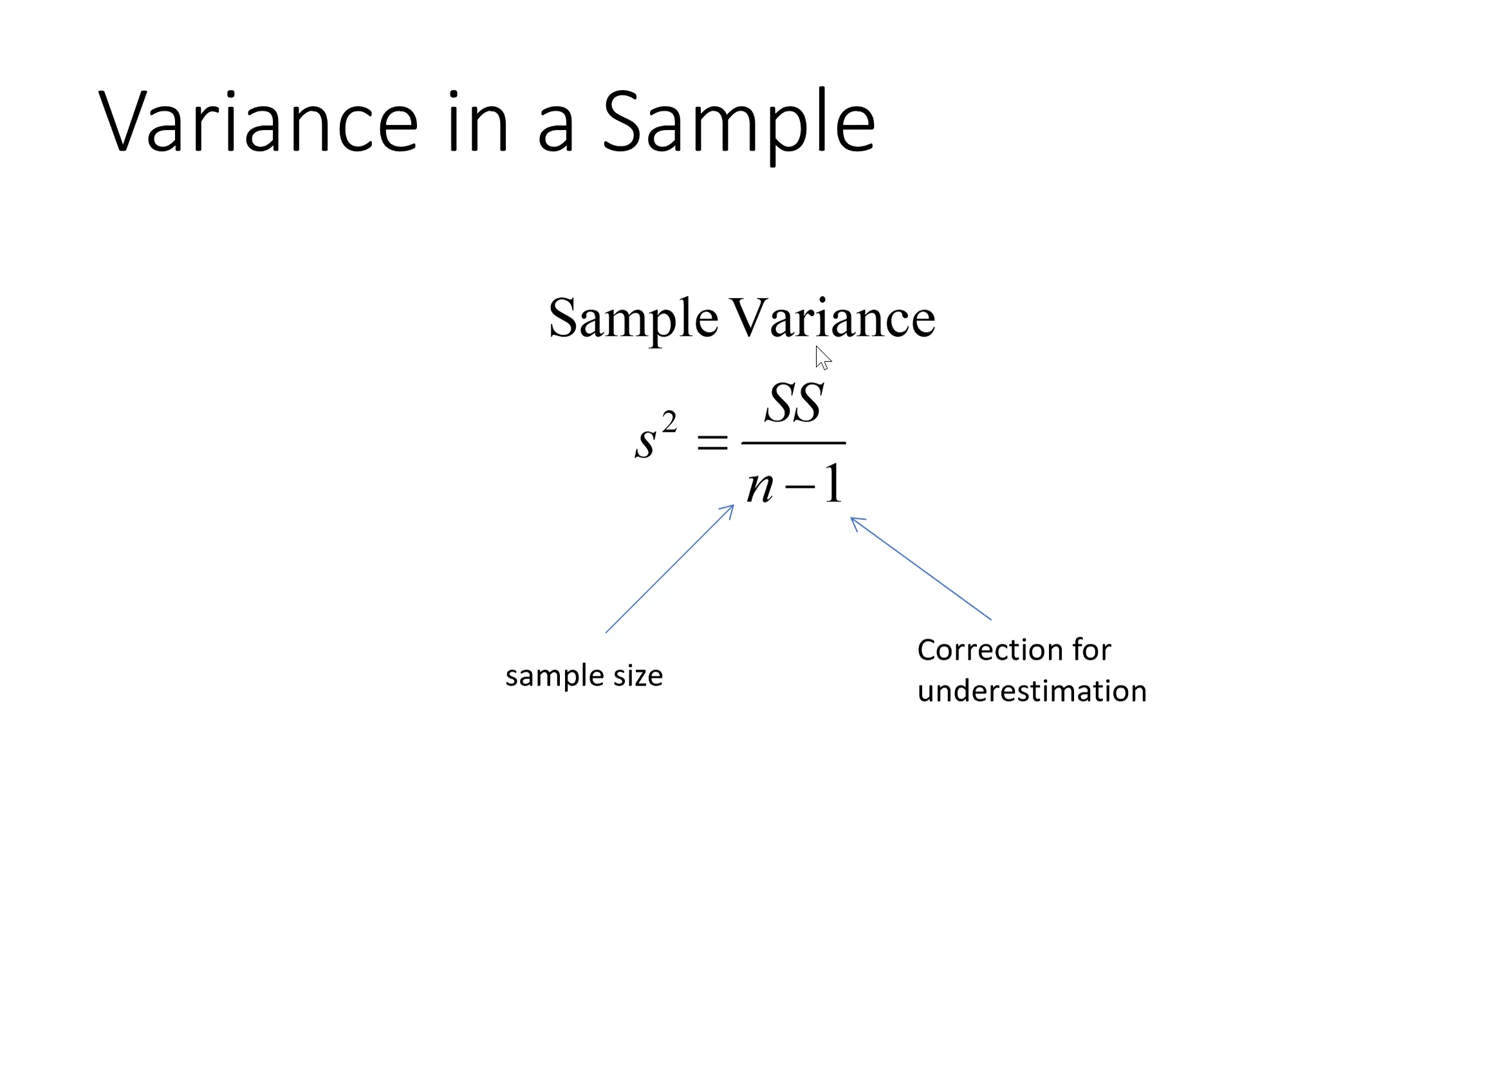 Variance in a Sample
Sample Variance
s² = SS / n − 1
sample size
Correction for
underestimation